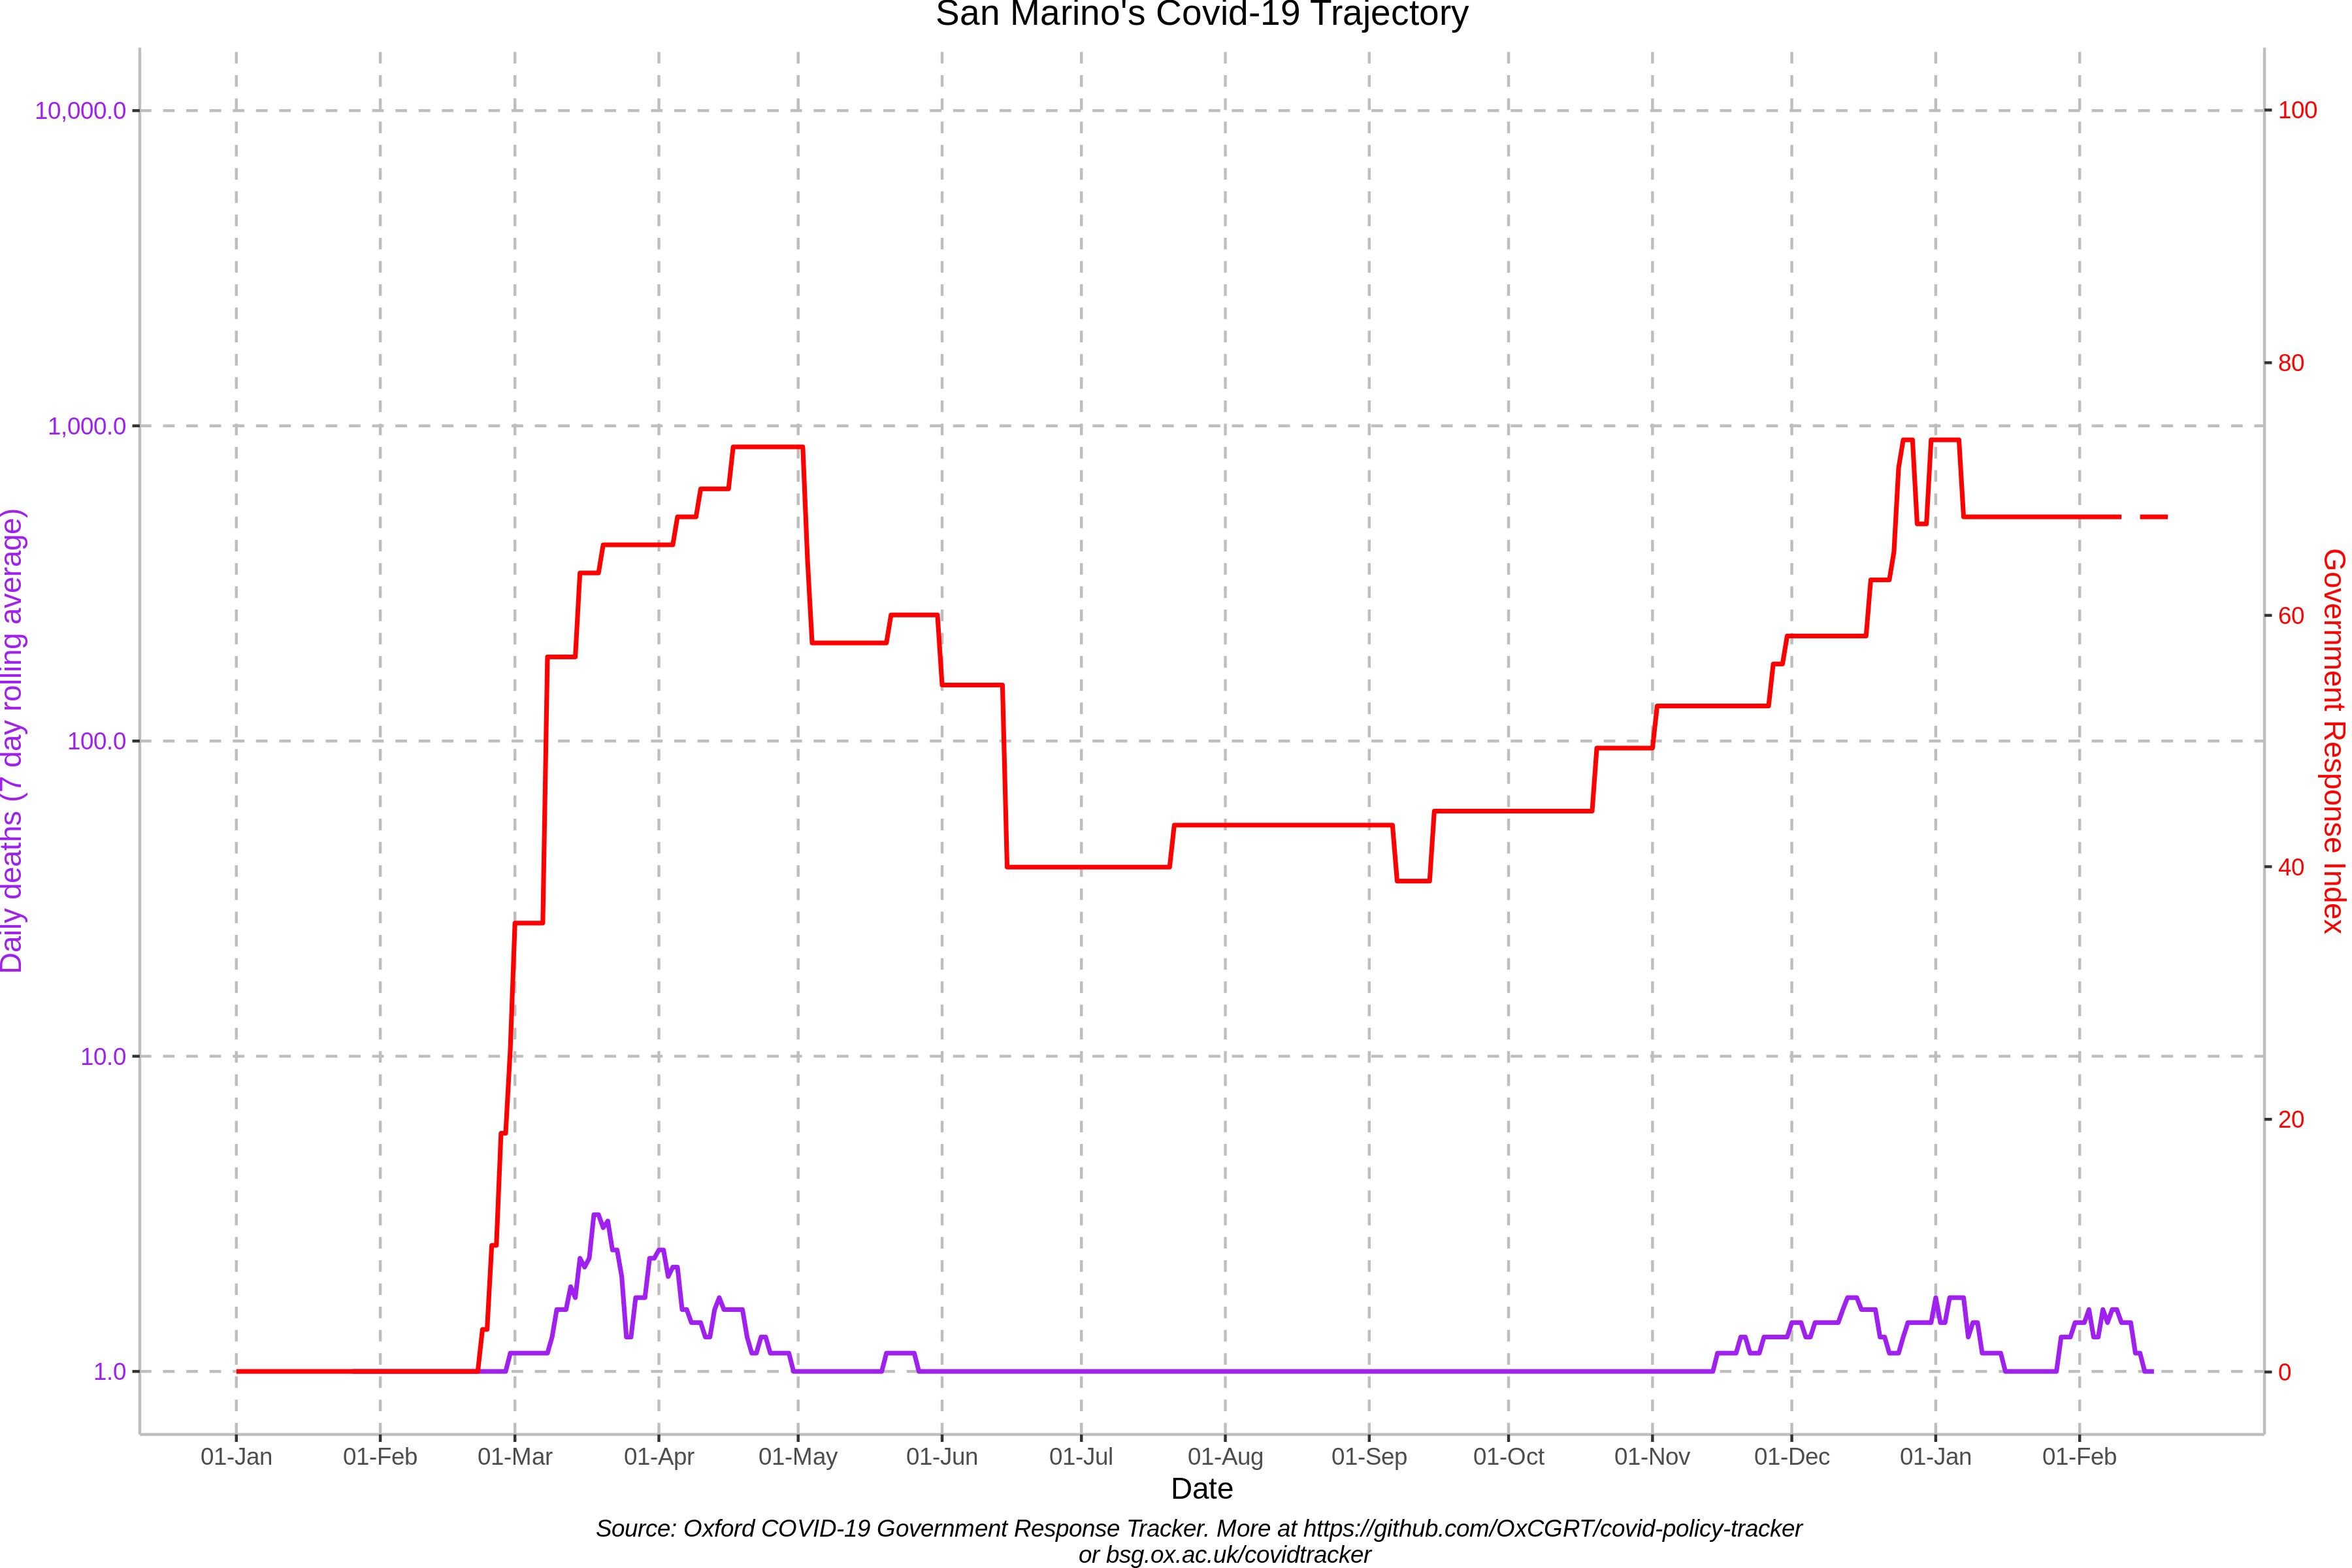 San Marino's Covid-19 Trajectory
10,000.0
1,000.0
100.0
10.0
1.0
Daily deaths (7 day rolling average)
100
80
60
40
20
0
Government Response Index
01-Jan 01-Feb 01-Mar 01-Apr 01-May 01-Jun 01-Jul 01-Aug 01-Sep 01-Oct 01-Nov 01-Dec 01-Jan 01-Feb
Date
Source: Oxford COVID-19 Government Response Tracker. More at https://github.com/OxCGRT/covid-policy-tracker
or bsg.ox.ac.uk/covidtracker